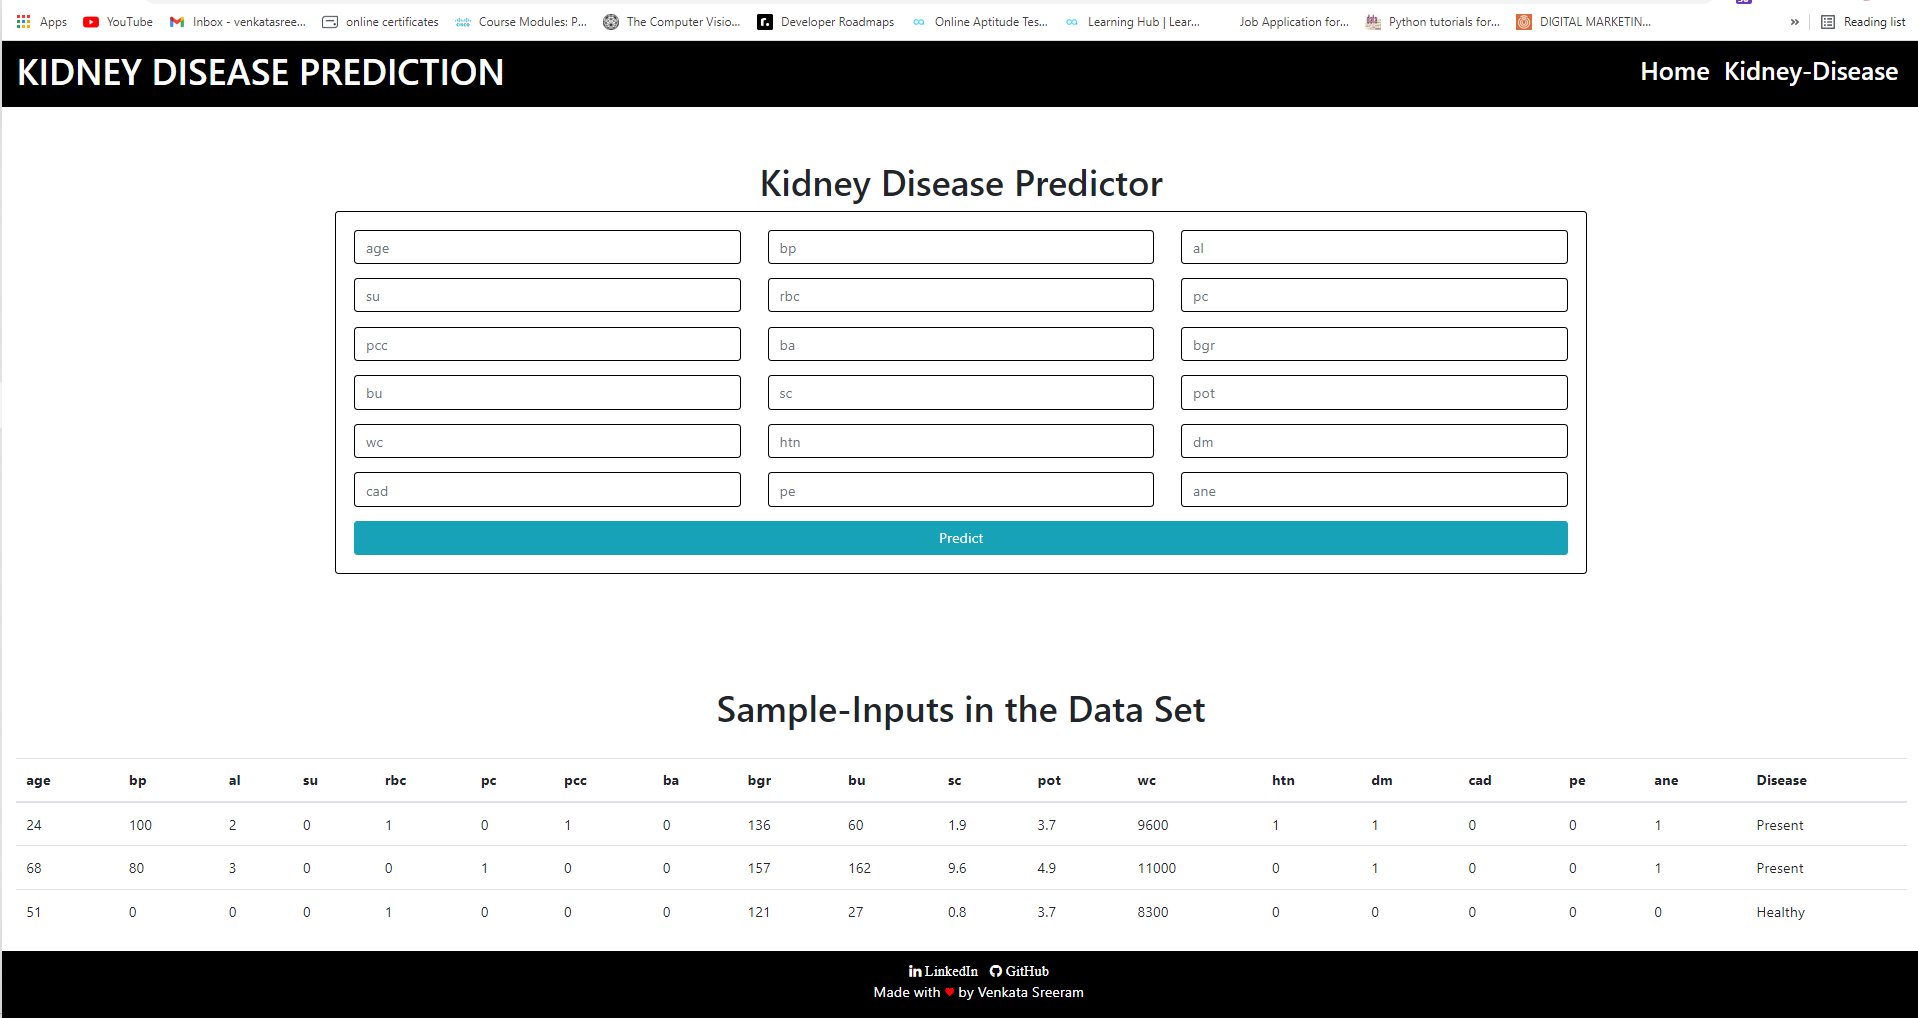 Apps YouTube Inbox - venkatasree... online certificates Course Modules: P... The Computer Visio... Developer Roadmaps Online Aptitude Tes... Learning Hub | Lear... Job Application for... Python tutorials for... DIGITAL MARKETIN... » Reading list
KIDNEY DISEASE PREDICTION Home Kidney-Disease
Kidney Disease Predictor
age bp al
su rbc pc
pcc ba bgr
bu sc pot
wc htn dm
cad pe ane
Predict
Sample-Inputs in the Data Set
age bp al su rbc pc pcc ba bgr bu sc pot wc htn dm cad pe ane Disease
24 100 2 0 1 0 1 0 136 60 1.9 3.7 9600 1 1 0 0 1 Present
68 80 3 0 0 1 0 0 157 162 9.6 4.9 11000 0 1 0 0 1 Present
51 0 0 0 1 0 0 0 121 27 0.8 3.7 8300 0 0 0 0 0 Healthy
LinkedIn GitHub
Made with ♥ by Venkata Sreeram